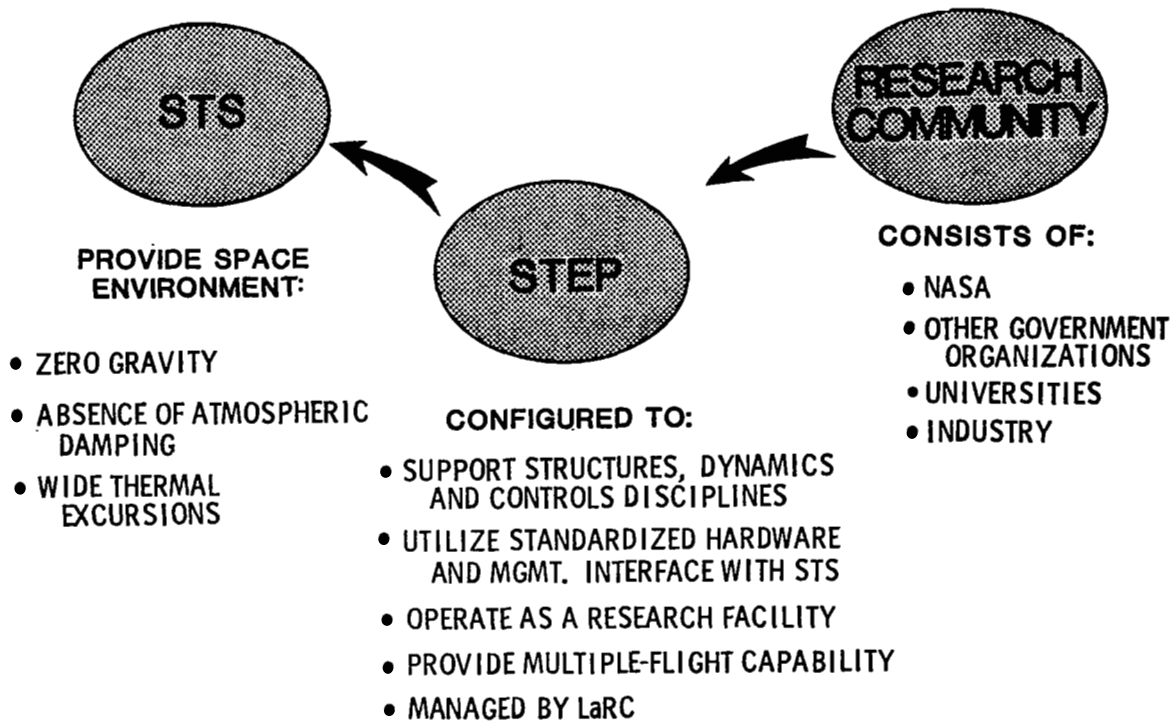 STS
PROVIDE SPACE
ENVIRONMENT:
• ZERO GRAVITY
• ABSENCE OF ATMOSPHERIC
DAMPING
• WIDE THERMAL
EXCURSIONS
STEP
CONFIGURED TO:
• SUPPORT STRUCTURES, DYNAMICS
AND CONTROLS DISCIPLINES
• UTILIZE STANDARDIZED HARDWARE
AND MGMT. INTERFACE WITH STS
• OPERATE AS A RESEARCH FACILITY
• PROVIDE MULTIPLE-FLIGHT CAPABILITY
• MANAGED BY LaRC
RESEARCH
COMMUNITY
CONSISTS OF:
• NASA
• OTHER GOVERNMENT
ORGANIZATIONS
• UNIVERSITIES
• INDUSTRY